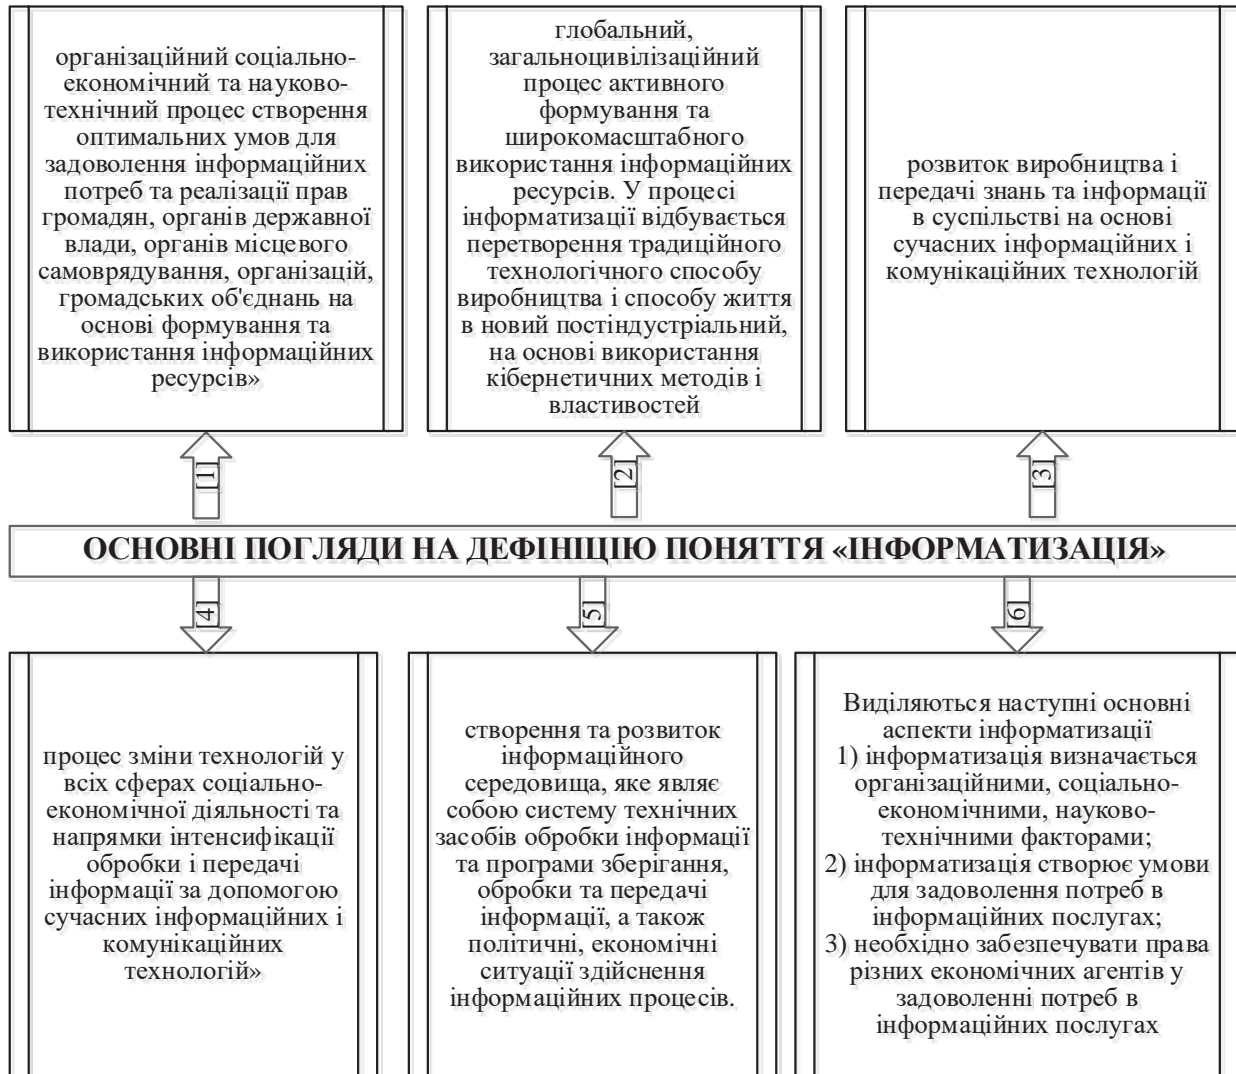 організаційний соціально-
економічний та науково-
технічний процес створення
оптимальних умов для
задоволення інформаційних
потреб та реалізації прав
громадян, органів державної
влади, органів місцевого
самоврядування, організацій,
громадських об'єднань на
основі формування та
використання інформаційних
ресурсів»
глобальний,
загальноцивілізаційний
процес активного
формування та
широкомасштабного
використання інформаційних
ресурсів. У процесі
інформатизації відбувається
перетворення традиційного
технологічного способу
виробництва і способу життя
в новий постіндустріальний,
на основі використання
кібернетичних методів і
властивостей
розвиток виробництва і
передачі знань та інформації
в суспільстві на основі
сучасних інформаційних і
комунікаційних технологій
[1]
[2]
[3]
ОСНОВНІ ПОГЛЯДИ НА ДЕФІНІЦІЮ ПОНЯТТЯ «ІНФОРМАТИЗАЦІЯ»
[4]
[5]
[6]
процес зміни технологій у
всіх сферах соціально-
економічної діяльності та
напрямки інтенсифікації
обробки і передачі
інформації за допомогою
сучасних інформаційних і
комунікаційних
технологій»
створення та розвиток
інформаційного
середовища, яке являє
собою систему технічних
засобів обробки інформації
та програми зберігання,
обробки та передачі
інформації, а також
політичні, економічні
ситуації здійснення
інформаційних процесів.
Виділяються наступні основні
аспекти інформатизації
1) інформатизація визначається
організаційними, соціально-
економічними, науково-
технічними факторами;
2) інформатизація створює умови
для задоволення потреб в
інформаційних послугах;
3) необхідно забезпечувати права
різних економічних агентів у
задоволенні потреб в
інформаційних послугах